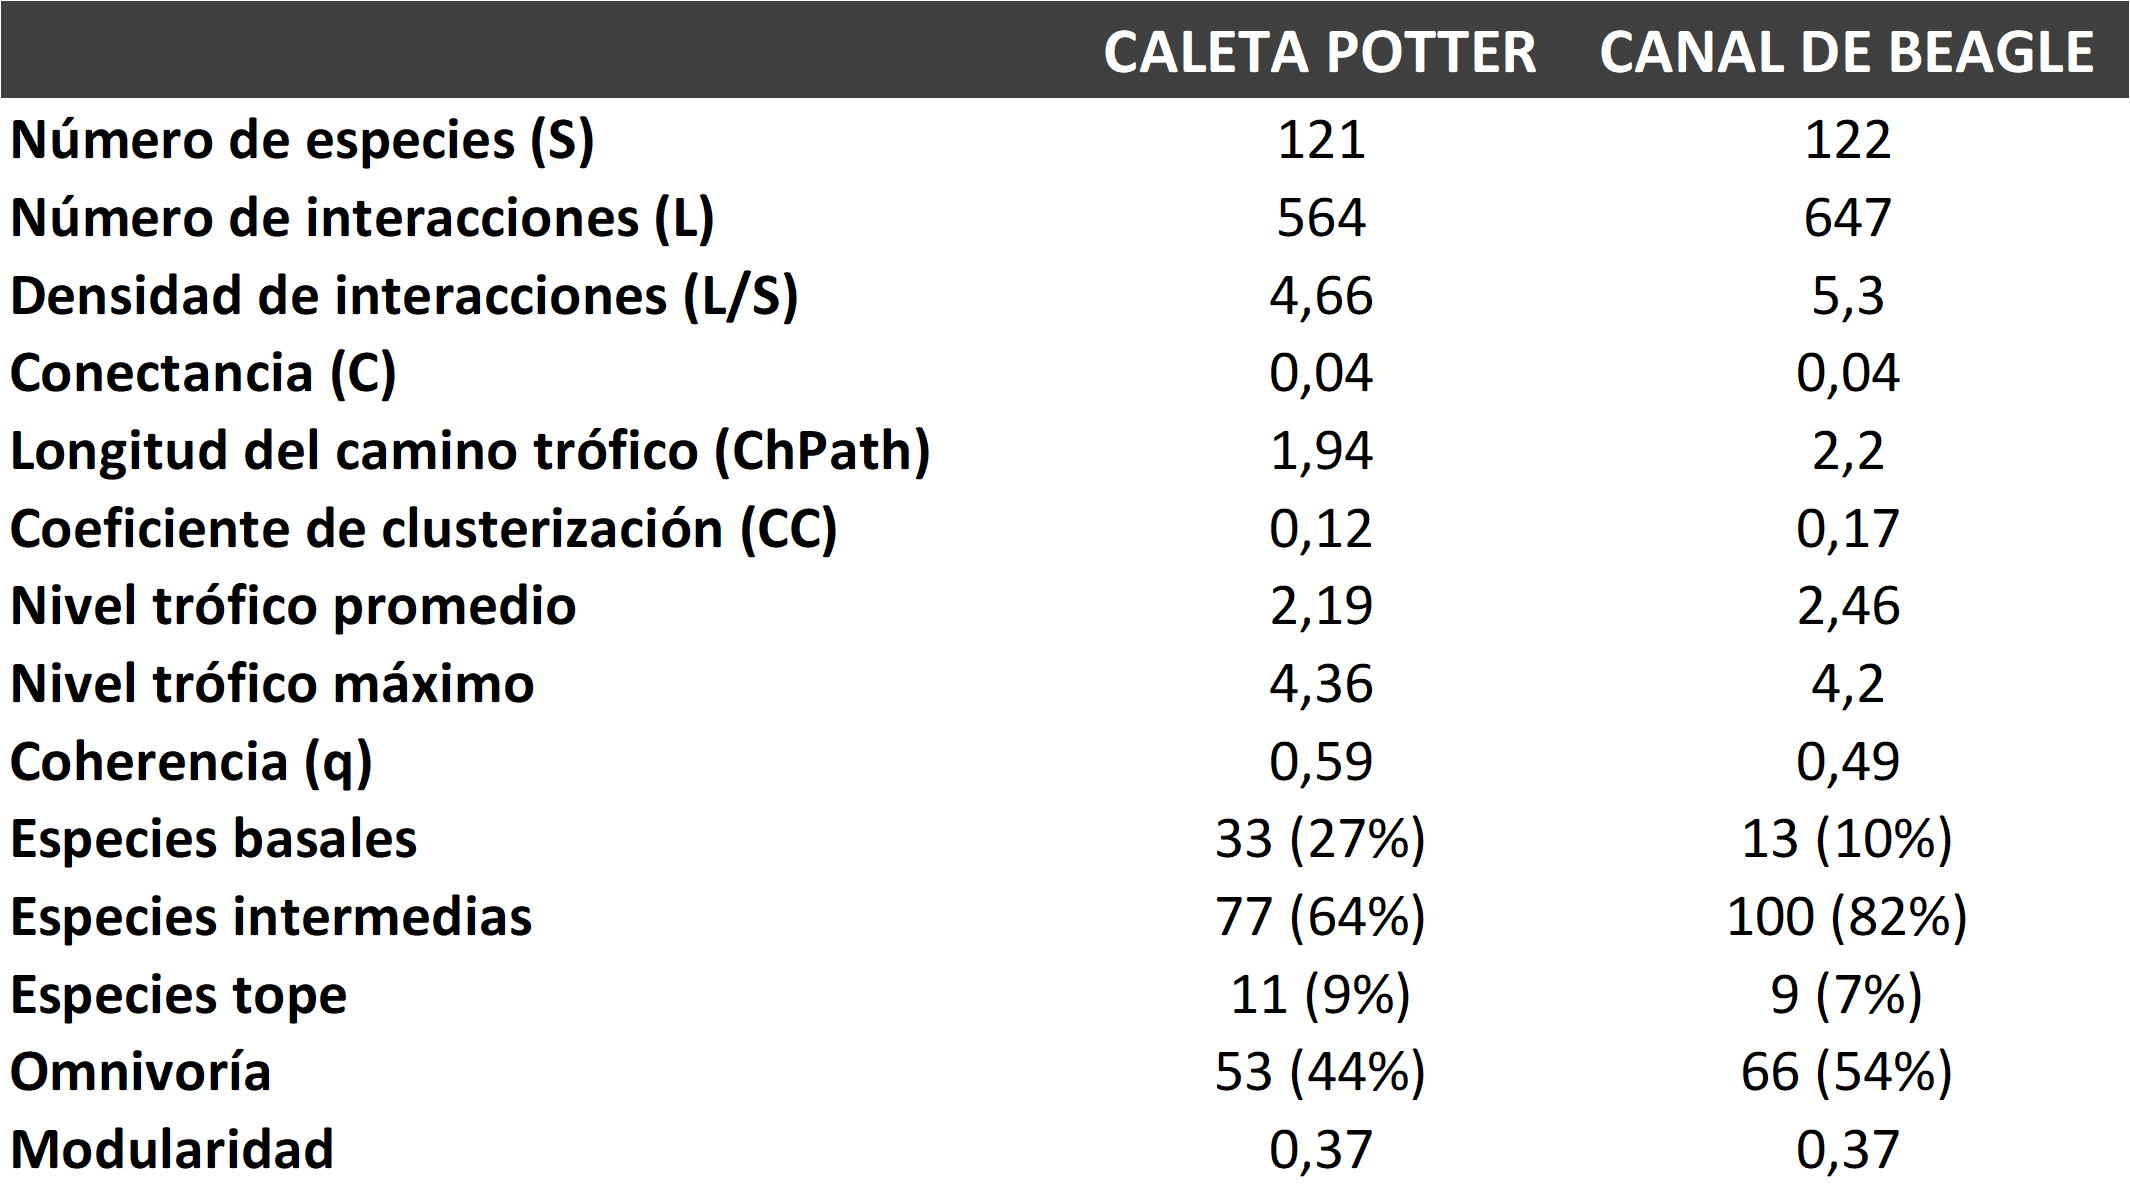 CALETA POTTER CANAL DE BEAGLE
Número de especies (S) 121 122
Número de interacciones (L) 564 647
Densidad de interacciones (L/S) 4,66 5,3
Conectancia (C) 0,04 0,04
Longitud del camino trófico (ChPath) 1,94 2,2
Coeficiente de clusterización (CC) 0,12 0,17
Nivel trófico promedio 2,19 2,46
Nivel trófico máximo 4,36 4,2
Coherencia (q) 0,59 0,49
Especies basales 33 (27%) 13 (10%)
Especies intermedias 77 (64%) 100 (82%)
Especies tope 11 (9%) 9 (7%)
Omnivoría 53 (44%) 66 (54%)
Modularidad 0,37 0,37